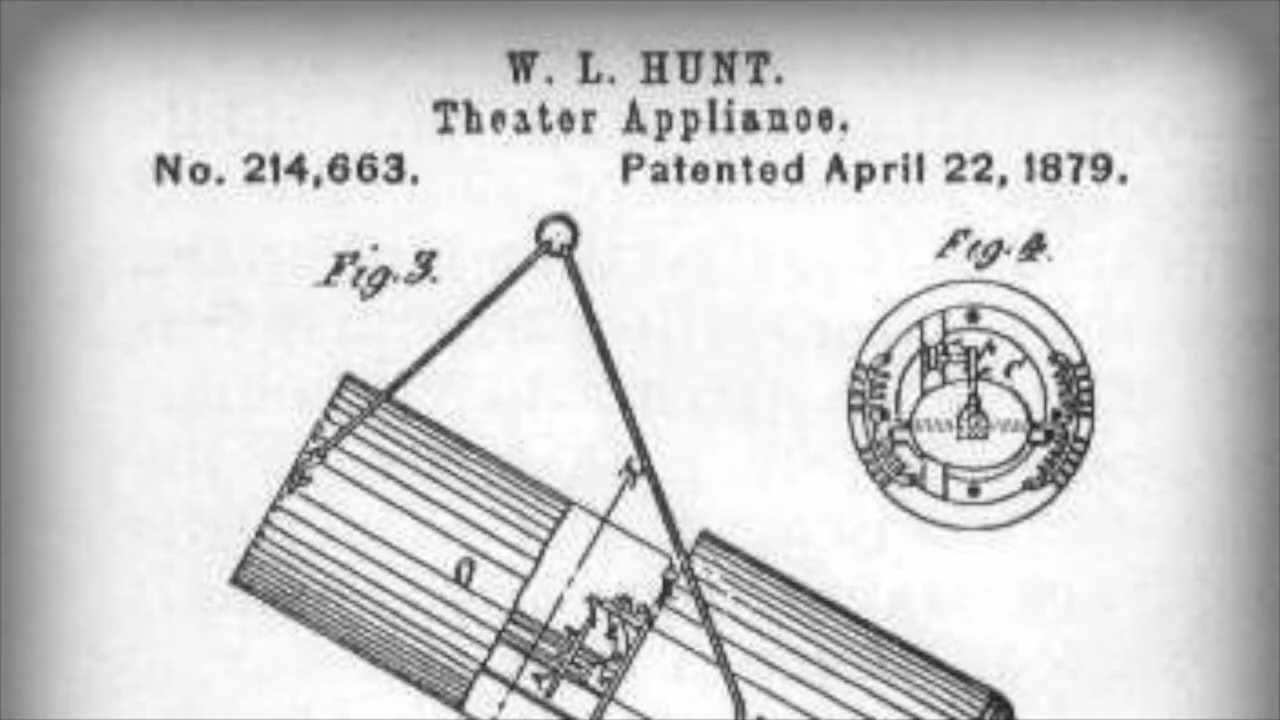 W. L. HUNT.
Theater Appliance.
No. 214,663.
Patented April 22, 1879.
Fig. 3.
Fig. 4.
C
O